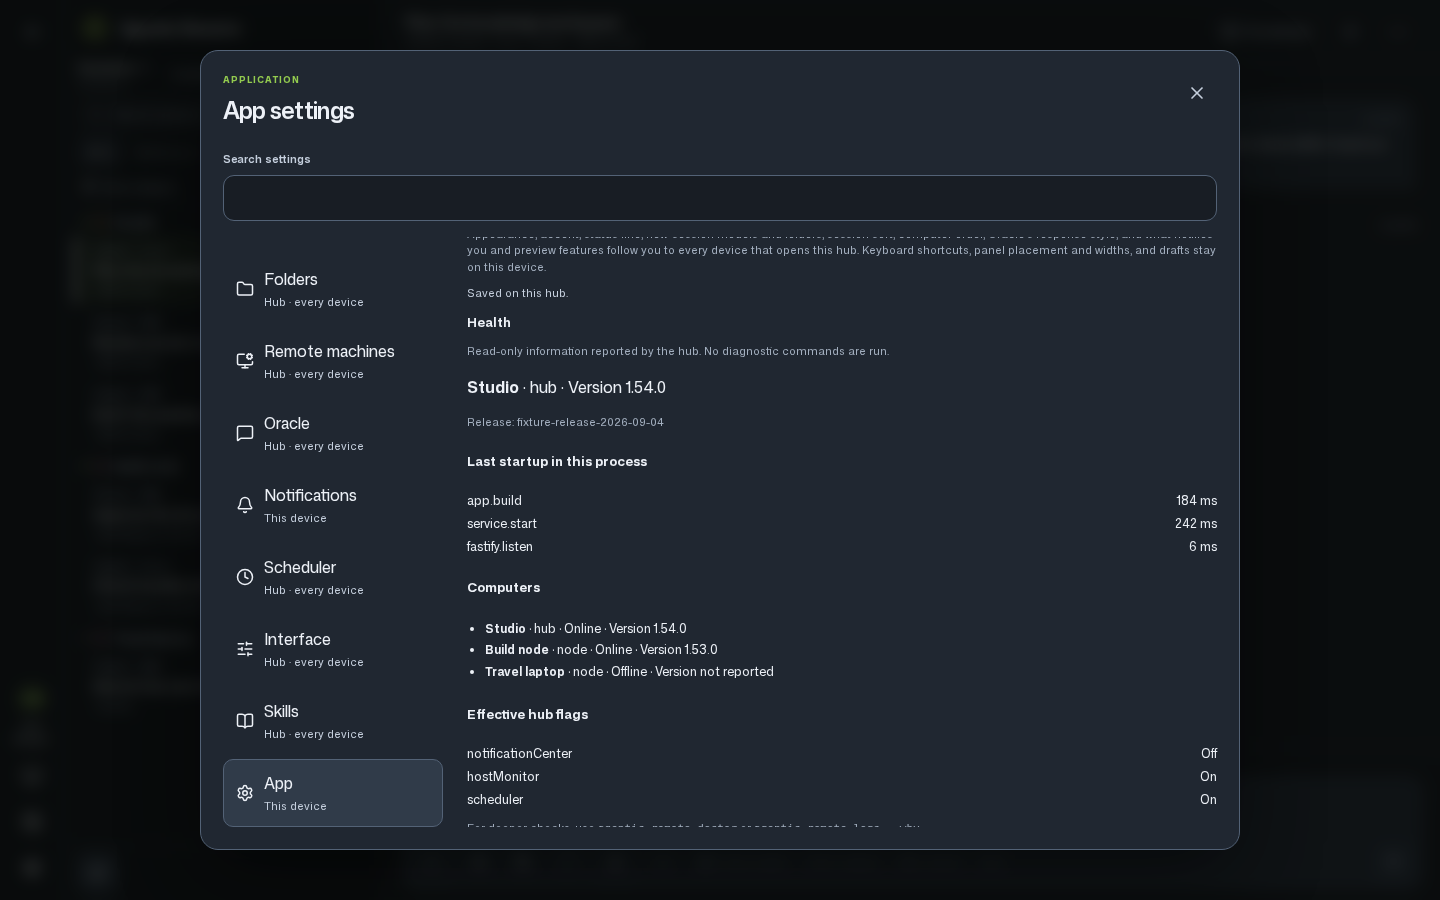 APPLICATION
App settings
Search settings
Folders
Hub · every device
Remote machines
Hub · every device
Oracle
Hub · every device
Notifications
This device
Scheduler
Hub · every device
Interface
Hub · every device
Skills
Hub · every device
App
This device
you and preview features follow you to every device that opens this hub. Keyboard shortcuts, panel placement and widths, and drafts stay
on this device.
Saved on this hub.
Health
Read-only information reported by the hub. No diagnostic commands are run.
Studio · hub · Version 1.54.0
Release: fixture-release-2026-09-04
Last startup in this process
app.build 184 ms
service.start 242 ms
fastify.listen 6 ms
Computers
• Studio · hub · Online · Version 1.54.0
• Build node · node · Online · Version 1.53.0
• Travel laptop · node · Offline · Version not reported
Effective hub flags
notificationCenter Off
hostMonitor On
scheduler On